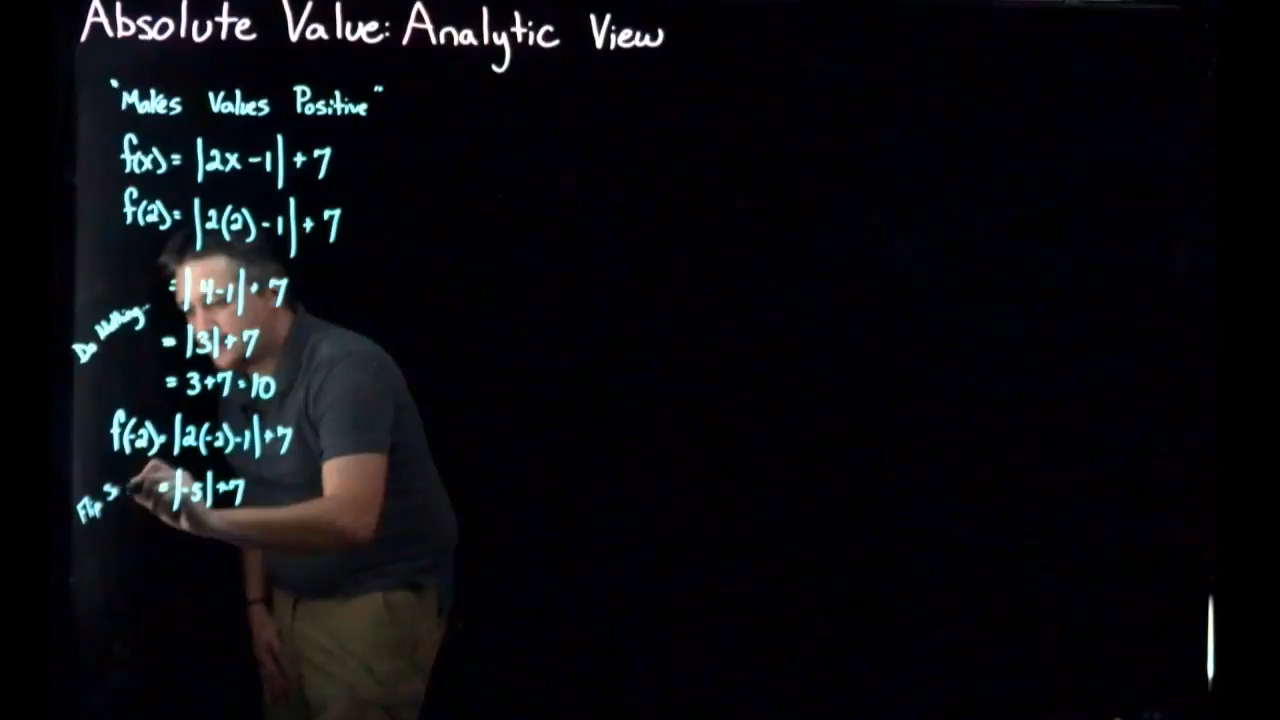 Absolute Value: Analytic View
"Makes Values Positive"
f(x) = |2x - 1| + 7
f(2) = |2(2) - 1| + 7
= |4-1| + 7
Do Nothing = |3| + 7
= 3+7 = 10
f(-2) = |2(-2)-1| + 7
Flip = |-5| + 7